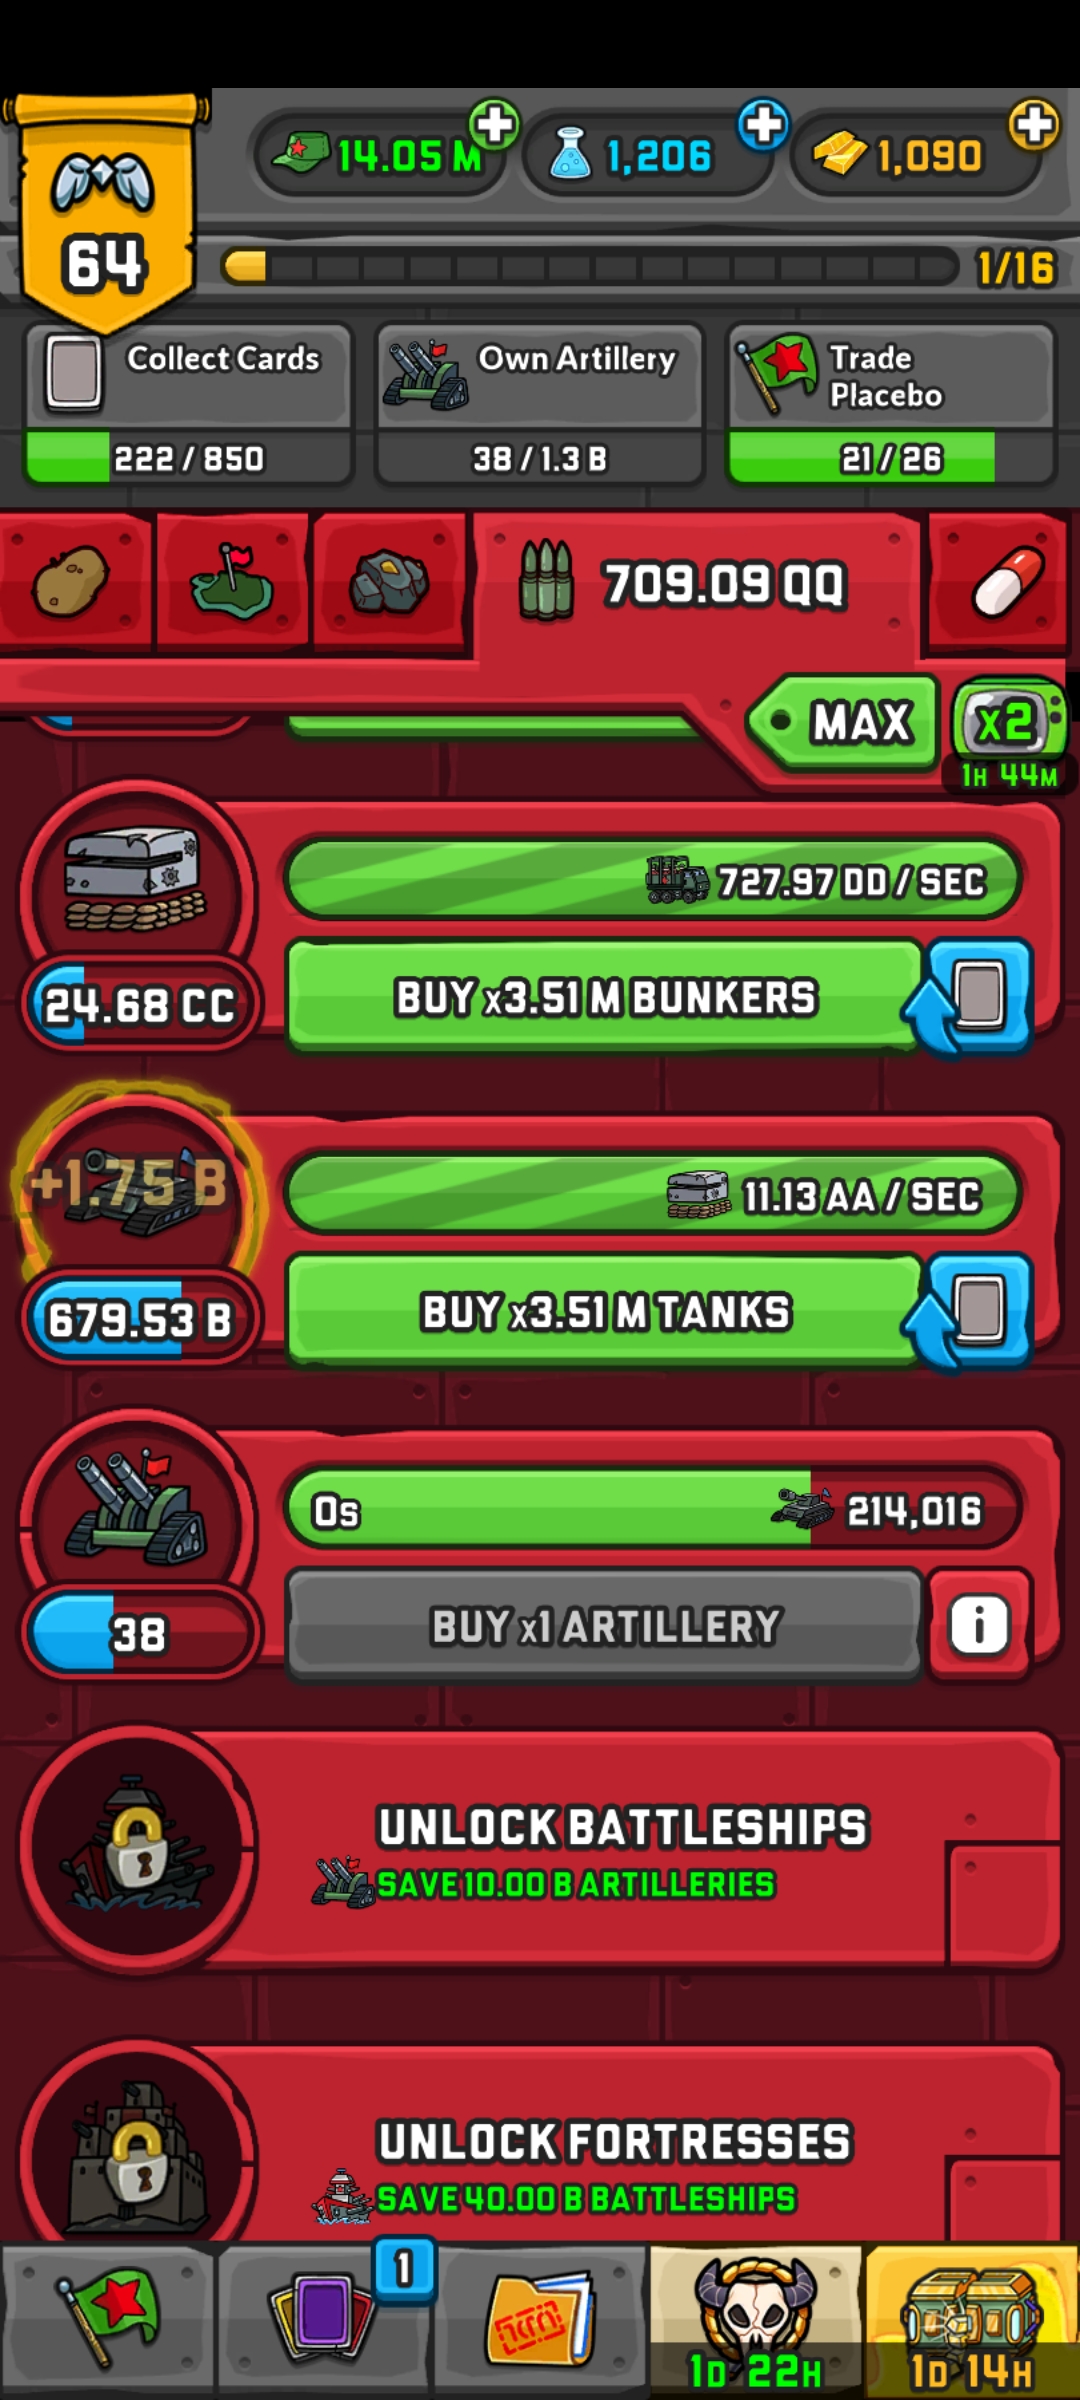 64
14.05 M
1,206
1,090
1/16
Collect Cards
222 / 850
Own Artillery
38 / 1.3 B
Trade
Placebo
21 / 26
709.09 QQ
MAX
x2
1H 44M
727.97 DD / SEC
24.68 CC
BUY x3.51 M BUNKERS
+1.75 B
11.13 AA / SEC
679.53 B
BUY x3.51 M TANKS
0s
214,016
38
BUY x1 ARTILLERY
i
UNLOCK BATTLESHIPS
SAVE 10.00 B ARTILLERIES
UNLOCK FORTRESSES
SAVE 40.00 B BATTLESHIPS
1
1D 22H
1D 14H